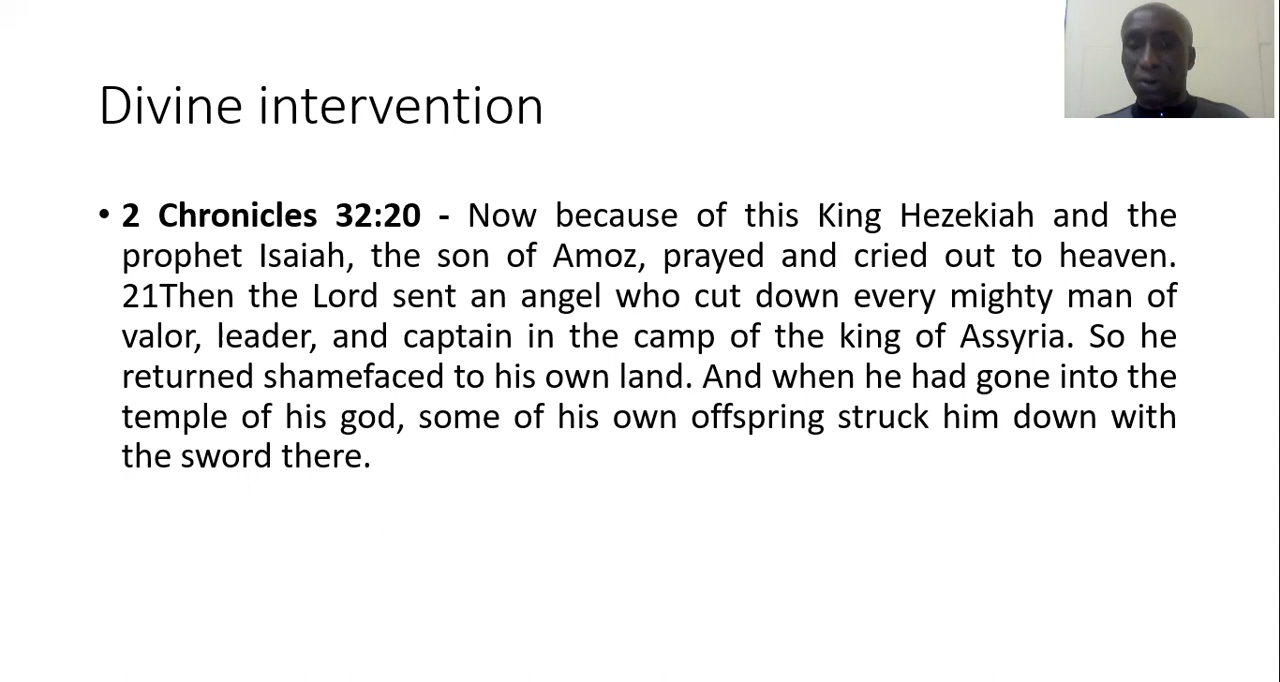 Divine intervention
• 2 Chronicles 32:20 - Now because of this King Hezekiah and the
prophet Isaiah, the son of Amoz, prayed and cried out to heaven.
21Then the Lord sent an angel who cut down every mighty man of
valor, leader, and captain in the camp of the king of Assyria. So he
returned shamefaced to his own land. And when he had gone into the
temple of his god, some of his own offspring struck him down with
the sword there.